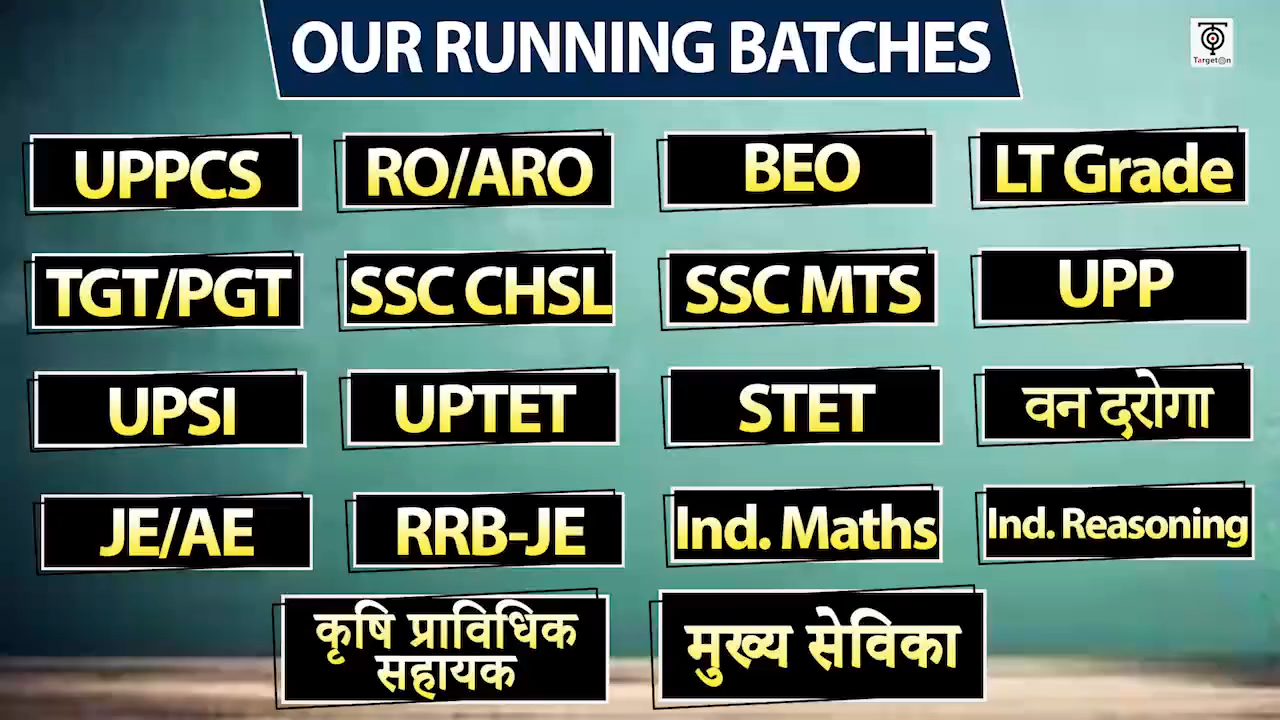 OUR RUNNING BATCHES
Target@n
UPPCS
RO/ARO
BEO
LT Grade
TGT/PGT
SSC CHSL
SSC MTS
UPP
UPSI
UPTET
STET
वन दरोगा
JE/AE
RRB-JE
Ind. Maths
Ind. Reasoning
कृषि प्राविधिक
सहायक
मुख्य सेविका